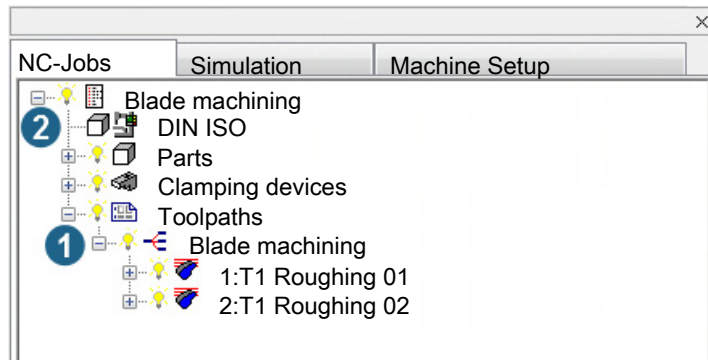 NC-Jobs Simulation Machine Setup
Blade machining
2 DIN ISO
Parts
Clamping devices
Toolpaths
1 Blade machining
1:T1 Roughing 01
2:T1 Roughing 02